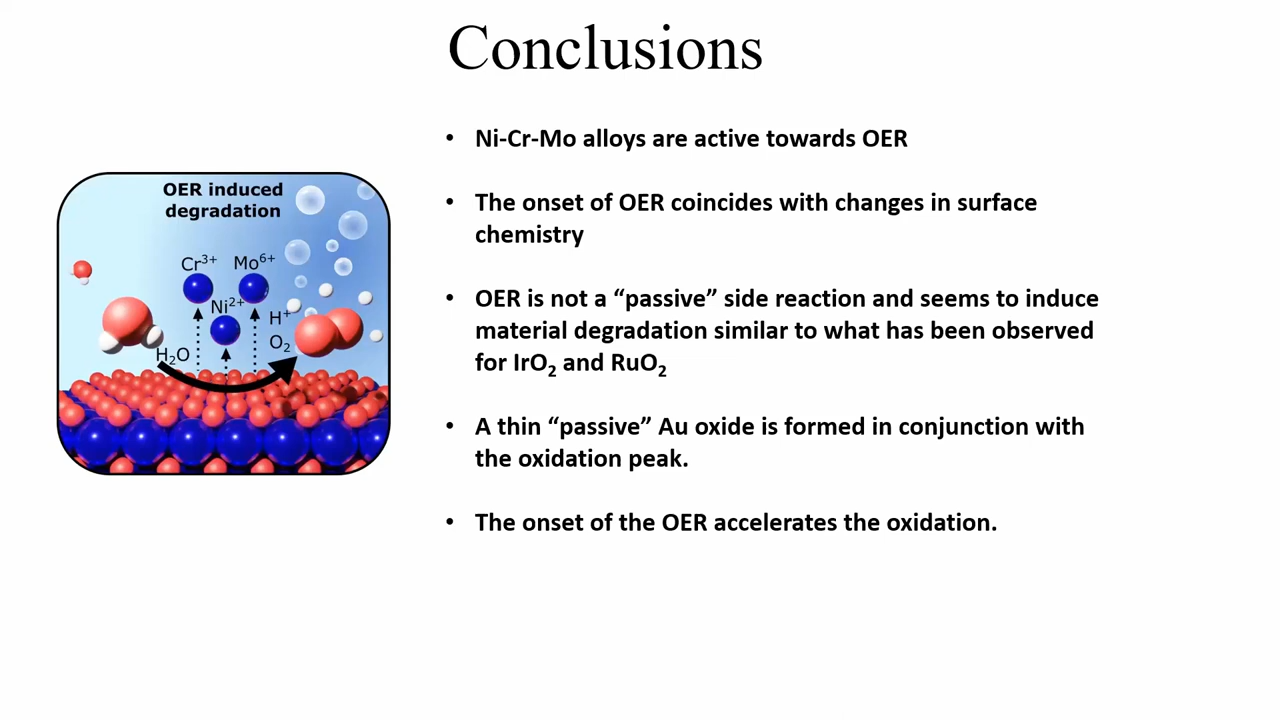 Conclusions
OER induced
degradation
Cr³⁺ Mo⁶⁺
Ni²⁺
H⁺
O₂
H₂O
• Ni-Cr-Mo alloys are active towards OER
• The onset of OER coincides with changes in surface
chemistry
• OER is not a “passive” side reaction and seems to induce
material degradation similar to what has been observed
for IrO₂ and RuO₂
• A thin “passive” Au oxide is formed in conjunction with
the oxidation peak.
• The onset of the OER accelerates the oxidation.